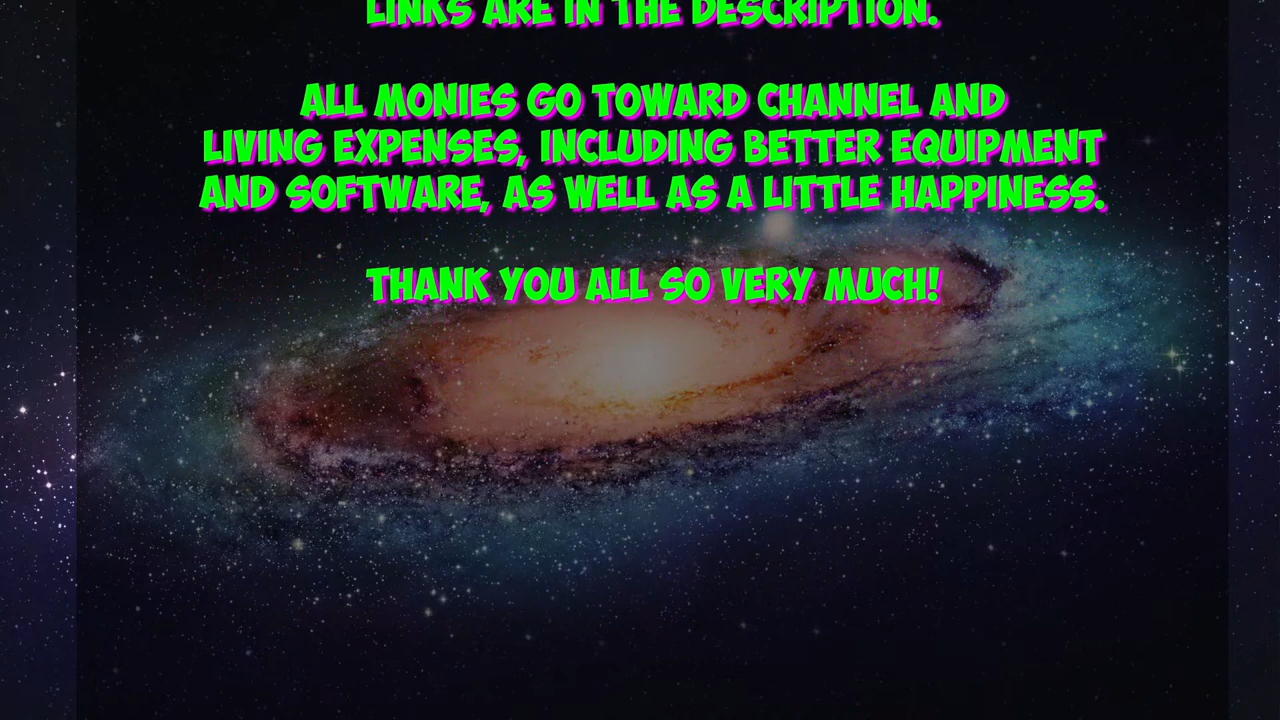 LINKS ARE IN THE DESCRIPTION.
ALL MONIES GO TOWARD CHANNEL AND
LIVING EXPENSES, INCLUDING BETTER EQUIPMENT
AND SOFTWARE, AS WELL AS A LITTLE HAPPINESS.
THANK YOU ALL SO VERY MUCH!